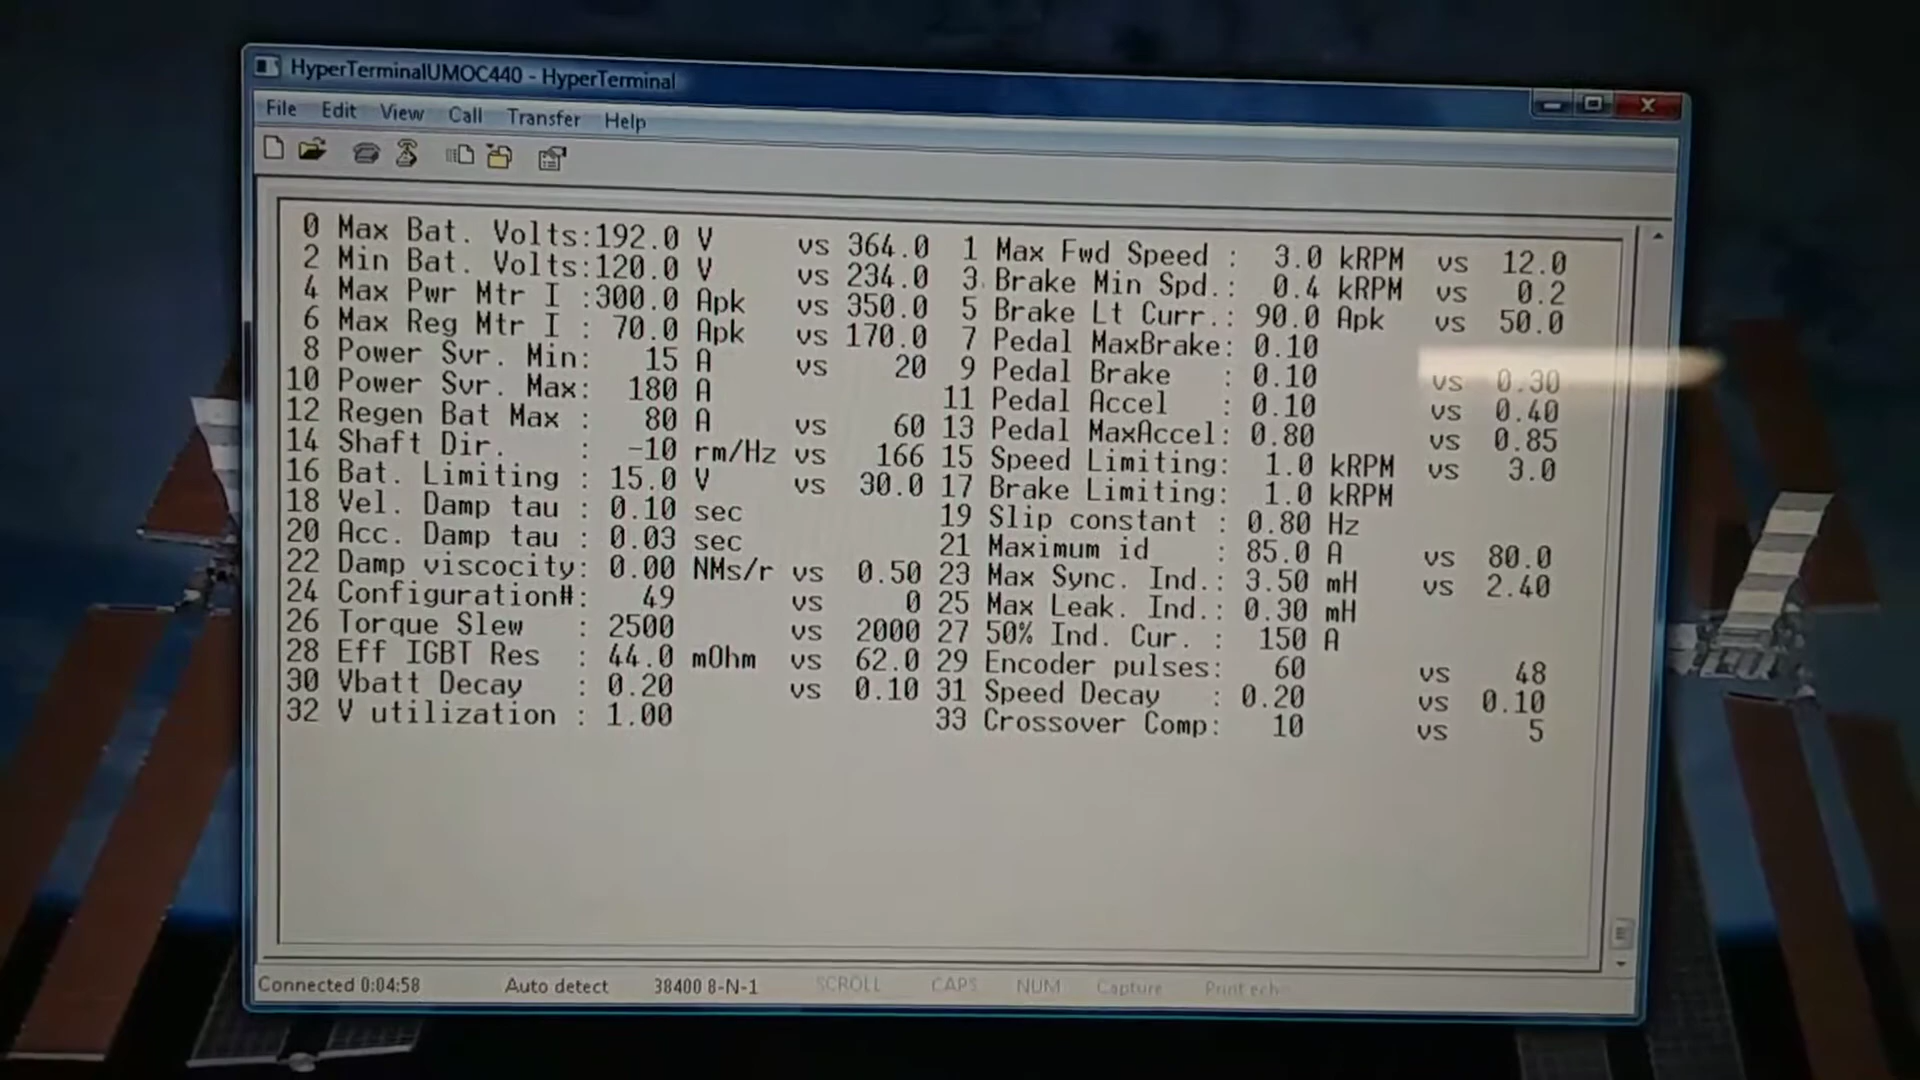 HyperTerminalUMOC440 - HyperTerminal
File Edit View Call Transfer Help
0 Max Bat. Volts:192.0 V vs 364.0 1 Max Fwd Speed : 3.0 kRPM vs 12.0
2 Min Bat. Volts:120.0 V vs 234.0 3 Brake Min Spd.: 0.4 kRPM vs 0.2
4 Max Pwr Mtr I :300.0 Apk vs 350.0 5 Brake Lt Curr.: 90.0 Apk vs 50.0
6 Max Reg Mtr I : 70.0 Apk vs 170.0 7 Pedal MaxBrake: 0.10
8 Power Svr. Min: 15 A vs 20 9 Pedal Brake : 0.10 vs 0.30
10 Power Svr. Max: 180 A 11 Pedal Accel : 0.10 vs 0.40
12 Regen Bat Max : 80 A vs 60 13 Pedal MaxAccel: 0.80 vs 0.85
14 Shaft Dir. : -10 rm/Hz vs 166 15 Speed Limiting: 1.0 kRPM vs 3.0
16 Bat. Limiting : 15.0 V vs 30.0 17 Brake Limiting: 1.0 kRPM
18 Vel. Damp tau : 0.10 sec 19 Slip constant : 0.80 Hz
20 Acc. Damp tau : 0.03 sec 21 Maximum id : 85.0 A vs 80.0
22 Damp viscocity: 0.00 NMs/r vs 0.50 23 Max Sync. Ind.: 3.50 mH vs 2.40
24 Configuration#: 49 vs 0 25 Max Leak. Ind.: 0.30 mH
26 Torque Slew : 2500 vs 2000 27 50% Ind. Cur. : 150 A
28 Eff IGBT Res : 44.0 mOhm vs 62.0 29 Encoder pulses: 60 vs 48
30 Vbatt Decay : 0.20 vs 0.10 31 Speed Decay : 0.20 vs 0.10
32 V utilization : 1.00 33 Crossover Comp: 10 vs 5
Connected 0:04:58 Auto detect 38400 8-N-1 SCROLL CAPS NUM Capture Print echo